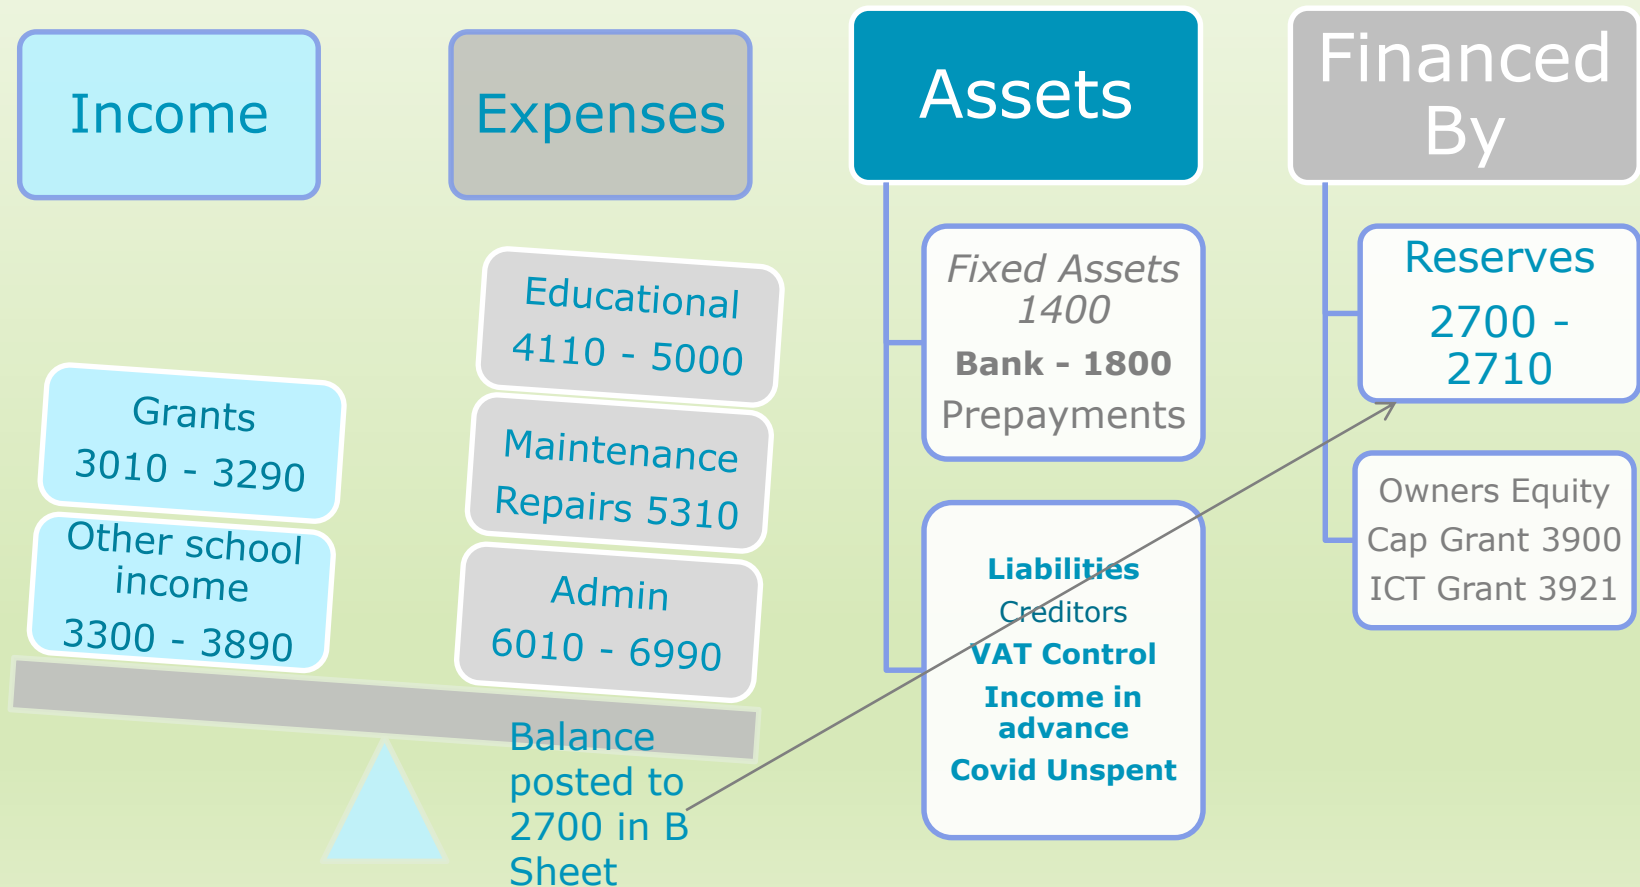 Income
Expenses
Assets
Financed
By
Grants
3010 - 3290
Other school
income
3300 - 3890
Educational
4110 - 5000
Maintenance
Repairs 5310
Admin
6010 - 6990
Balance
posted to
2700 in B
Sheet
Fixed Assets
1400
Bank - 1800
Prepayments
Liabilities
Creditors
VAT Control
Income in
advance
Covid Unspent
Reserves
2700 -
2710
Owners Equity
Cap Grant 3900
ICT Grant 3921